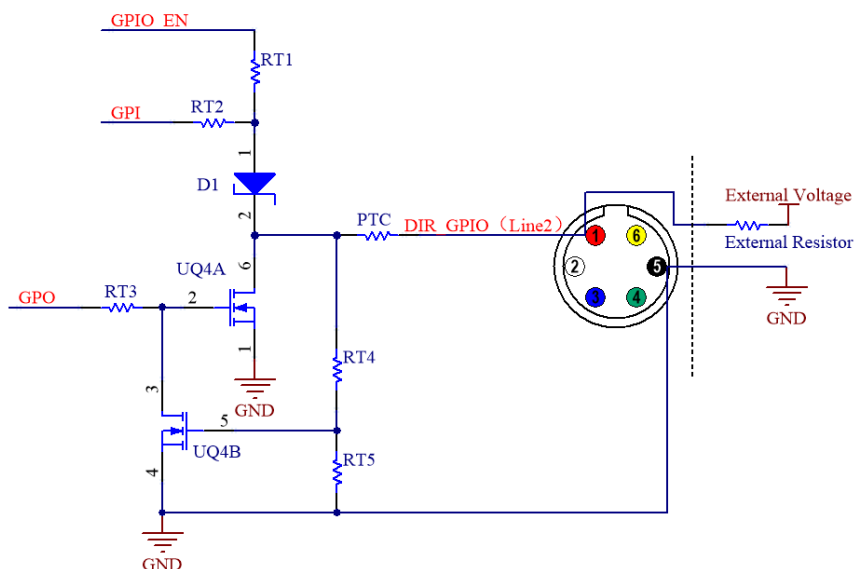 GPIO_EN
RT1
GPI
RT2
1
D1
2
PTC
DIR_GPIO（Line2）
External Voltage
External Resistor
1
6
2
5
3
4
GND
6
UQ4A
GPO
RT3
2
1
GND
RT4
3
5
UQ4B
4
RT5
GND